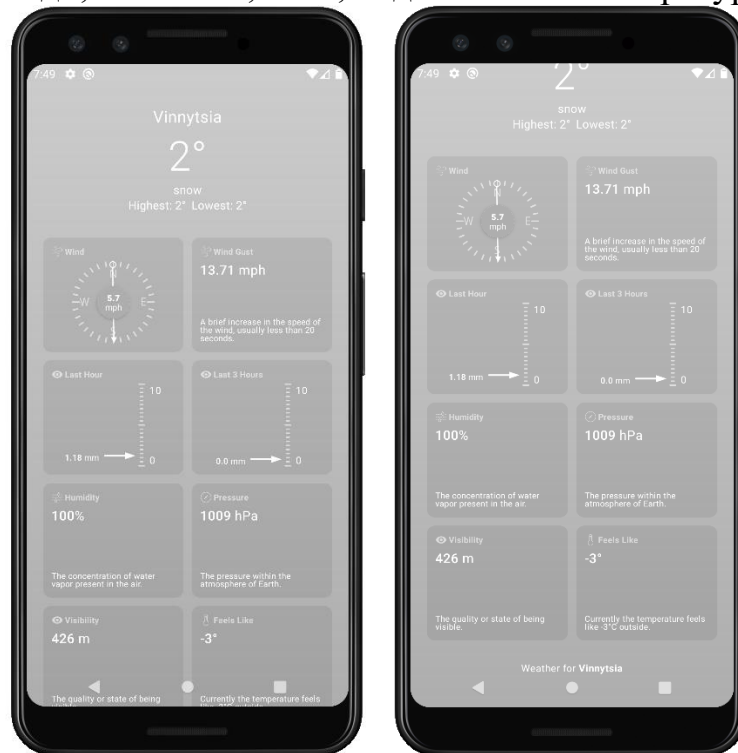 7:49
Vinnytsia
2°
snow
Highest: 2° Lowest: 2°
Wind
N
W
5.7
mph
E
S
Wind Gust
13.71 mph
A brief increase in the speed of
the wind, usually less than 20
seconds.
Last Hour
10
1.18 mm
0
Last 3 Hours
10
0.0 mm
0
Humidity
100%
The concentration of water
vapor present in the air.
Pressure
1009 hPa
The pressure within the
atmosphere of Earth.
Visibility
426 m
The quality or state of being
visible.
Feels Like
-3°
Currently the temperature feels
like -3°C outside.
7:49
2°
snow
Highest: 2° Lowest: 2°
Wind
N
W
5.7
mph
E
S
Wind Gust
13.71 mph
A brief increase in the speed of
the wind, usually less than 20
seconds.
Last Hour
10
1.18 mm
0
Last 3 Hours
10
0.0 mm
0
Humidity
100%
The concentration of water
vapor present in the air.
Pressure
1009 hPa
The pressure within the
atmosphere of Earth.
Visibility
426 m
The quality or state of being
visible.
Feels Like
-3°
Currently the temperature feels
like -3°C outside.
Weather for Vinnytsia